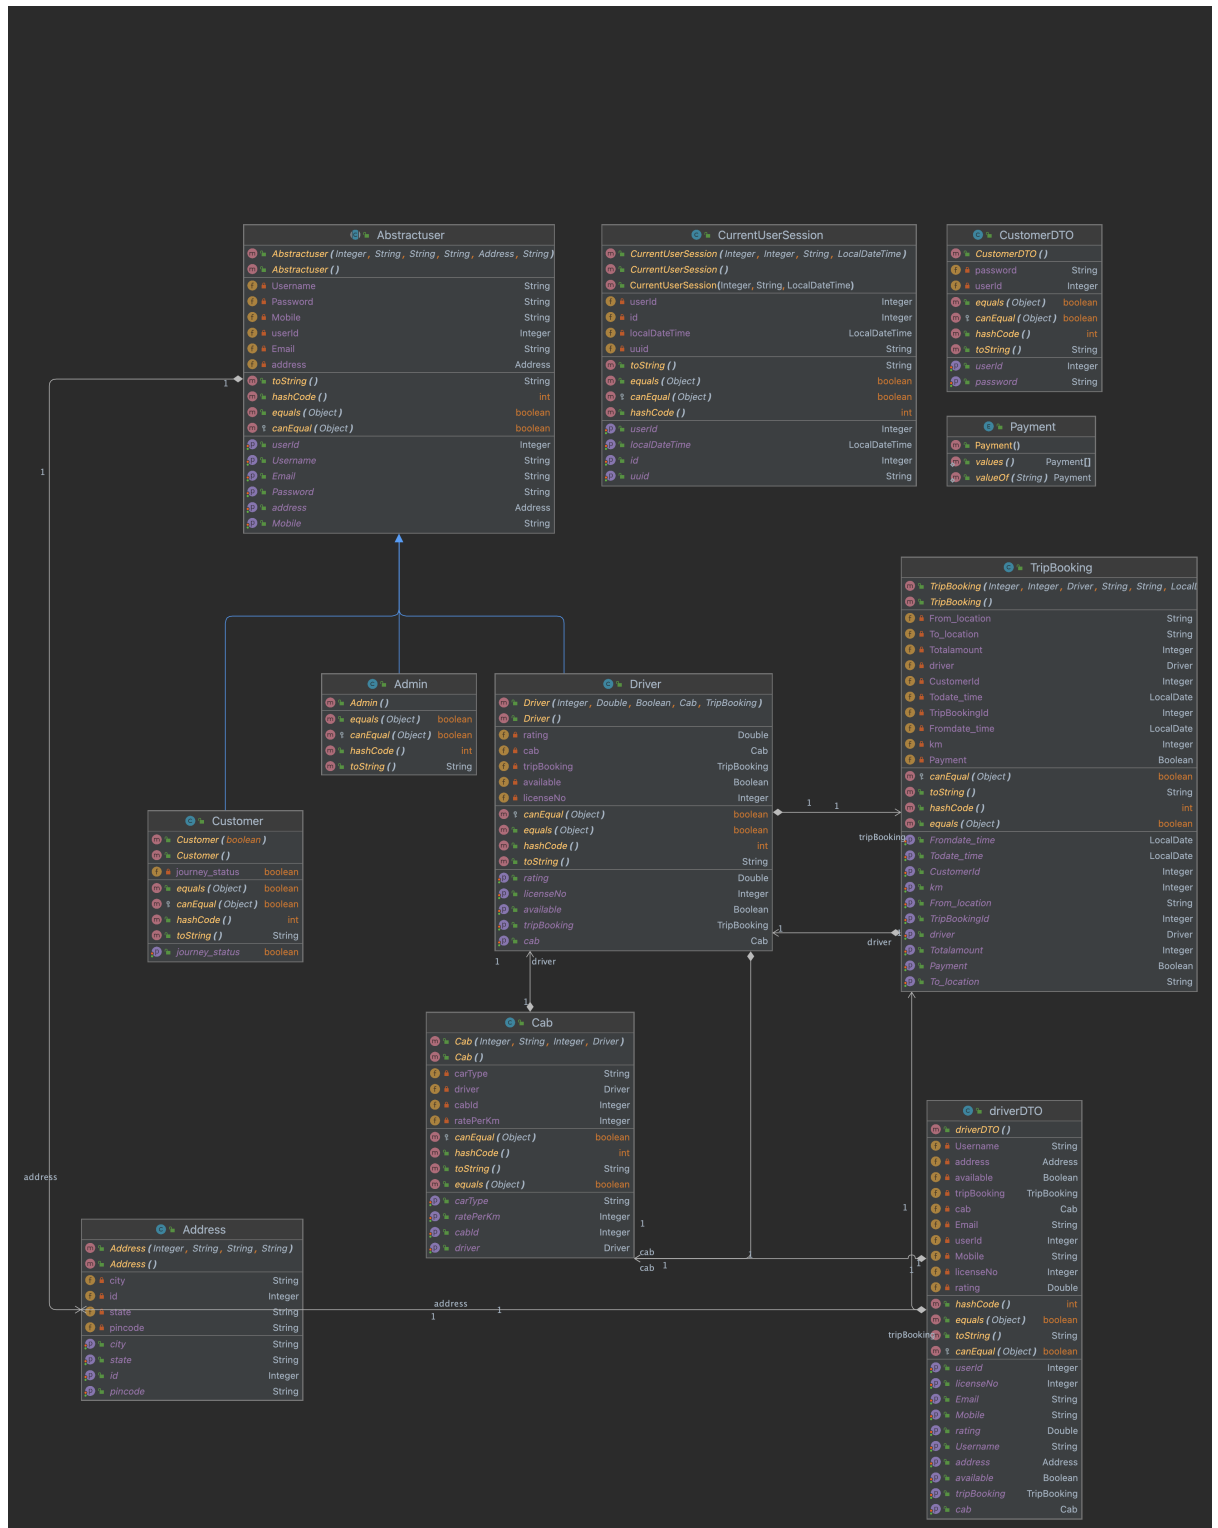 Abstractuser
Abstractuser(Integer, String, String, String, Address, String)
Abstractuser()
Username String
Password String
Mobile String
userId Integer
Email String
address Address
toString() String
hashCode() int
equals(Object) boolean
canEqual(Object) boolean
userId Integer
Username String
Email String
Password String
address Address
Mobile String
CurrentUserSession
CurrentUserSession(Integer, Integer, String, LocalDateTime)
CurrentUserSession()
CurrentUserSession(Integer, String, LocalDateTime)
userId Integer
id Integer
localDateTime LocalDateTime
uuid String
toString() String
equals(Object) boolean
canEqual(Object) boolean
hashCode() int
userId Integer
localDateTime LocalDateTime
id Integer
uuid String
CustomerDTO
CustomerDTO()
password String
userId Integer
equals(Object) boolean
canEqual(Object) boolean
hashCode() int
toString() String
userId Integer
password String
Payment
Payment()
values() Payment[]
valueOf(String) Payment
1
1
TripBooking
TripBooking(Integer, Integer, Driver, String, String, Local
TripBooking()
From_location String
To_location String
Totalamount Integer
driver Driver
CustomerId Integer
Todate_time LocalDate
TripBookingId Integer
Fromdate_time LocalDate
km Integer
Payment Boolean
canEqual(Object) boolean
toString() String
hashCode() int
equals(Object) boolean
Fromdate_time LocalDate
Todate_time LocalDate
CustomerId Integer
km Integer
From_location String
TripBookingId Integer
driver Driver
Totalamount Integer
Payment Boolean
To_location String
Admin
Admin()
equals(Object) boolean
canEqual(Object) boolean
hashCode() int
toString() String
Driver
Driver(Integer, Double, Boolean, Cab, TripBooking)
Driver()
rating Double
cab Cab
tripBooking TripBooking
available Boolean
licenseNo Integer
canEqual(Object) boolean
equals(Object) boolean
hashCode() int
toString() String
rating Double
licenseNo Integer
available Boolean
tripBooking TripBooking
cab Cab
1 1
tripBooking
1 1
driver
Customer
Customer(boolean)
Customer()
journey_status boolean
equals(Object) boolean
canEqual(Object) boolean
hashCode() int
toString() String
journey_status boolean
1 driver
1
Cab
Cab(Integer, String, Integer, Driver)
Cab()
carType String
driver Driver
cabId Integer
ratePerKm Integer
canEqual(Object) boolean
hashCode() int
toString() String
equals(Object) boolean
carType String
ratePerKm Integer
cabId Integer
driver Driver
driverDTO
driverDTO()
Username String
address Address
available Boolean
tripBooking TripBooking
cab Cab
Email String
userId Integer
Mobile String
licenseNo Integer
rating Double
hashCode() int
equals(Object) boolean
toString() String
canEqual(Object) boolean
userId Integer
licenseNo Integer
Email String
Mobile String
rating Double
Username String
address Address
available Boolean
tripBooking TripBooking
cab Cab
address
1
1
cab 1
cab 1 1
1
Address
Address(Integer, String, String, String)
Address()
city String
id Integer
state String
pincode String
city String
state String
id Integer
pincode String
address
1 1
tripBooking